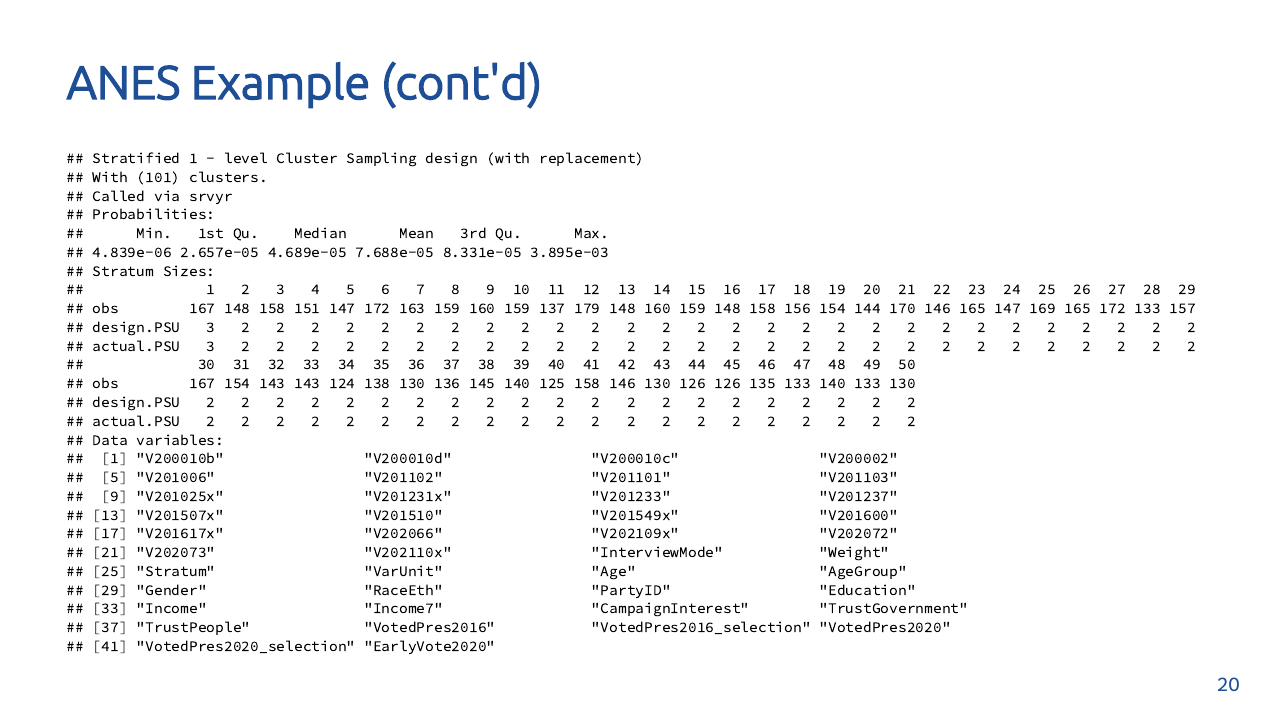 ANES Example (cont'd)
## Stratified 1 - level Cluster Sampling design (with replacement)
## With (101) clusters.
## Called via srvyr
## Probabilities:
##      Min.   1st Qu.    Median      Mean   3rd Qu.      Max.
## 4.839e-06 2.657e-05 4.689e-05 7.688e-05 8.331e-05 3.895e-03
## Stratum Sizes:
##              1   2   3   4   5   6   7   8   9  10  11  12  13  14  15  16  17  18  19  20  21  22  23  24  25  26  27  28  29
## obs        167 148 158 151 147 172 163 159 160 159 137 179 148 160 159 148 158 156 154 144 170 146 165 147 169 165 172 133 157
## design.PSU   3   2   2   2   2   2   2   2   2   2   2   2   2   2   2   2   2   2   2   2   2   2   2   2   2   2   2   2   2
## actual.PSU   3   2   2   2   2   2   2   2   2   2   2   2   2   2   2   2   2   2   2   2   2   2   2   2   2   2   2   2   2
##             30  31  32  33  34  35  36  37  38  39  40  41  42  43  44  45  46  47  48  49  50
## obs        167 154 143 143 124 138 130 136 145 140 125 158 146 130 126 126 135 133 140 133 130
## design.PSU   2   2   2   2   2   2   2   2   2   2   2   2   2   2   2   2   2   2   2   2   2
## actual.PSU   2   2   2   2   2   2   2   2   2   2   2   2   2   2   2   2   2   2   2   2   2
## Data variables:
##  [1] "V200010b"                "V200010d"                "V200010c"                "V200002"
##  [5] "V201006"                 "V201102"                 "V201101"                 "V201103"
##  [9] "V201025x"                "V201231x"                "V201233"                 "V201237"
## [13] "V201507x"                "V201510"                 "V201549x"                "V201600"
## [17] "V201617x"                "V202066"                 "V202109x"                "V202072"
## [21] "V202073"                 "V202110x"                "InterviewMode"           "Weight"
## [25] "Stratum"                 "VarUnit"                 "Age"                     "AgeGroup"
## [29] "Gender"                  "RaceEth"                 "PartyID"                 "Education"
## [33] "Income"                  "Income7"                 "CampaignInterest"        "TrustGovernment"
## [37] "TrustPeople"             "VotedPres2016"           "VotedPres2016_selection" "VotedPres2020"
## [41] "VotedPres2020_selection" "EarlyVote2020"
20